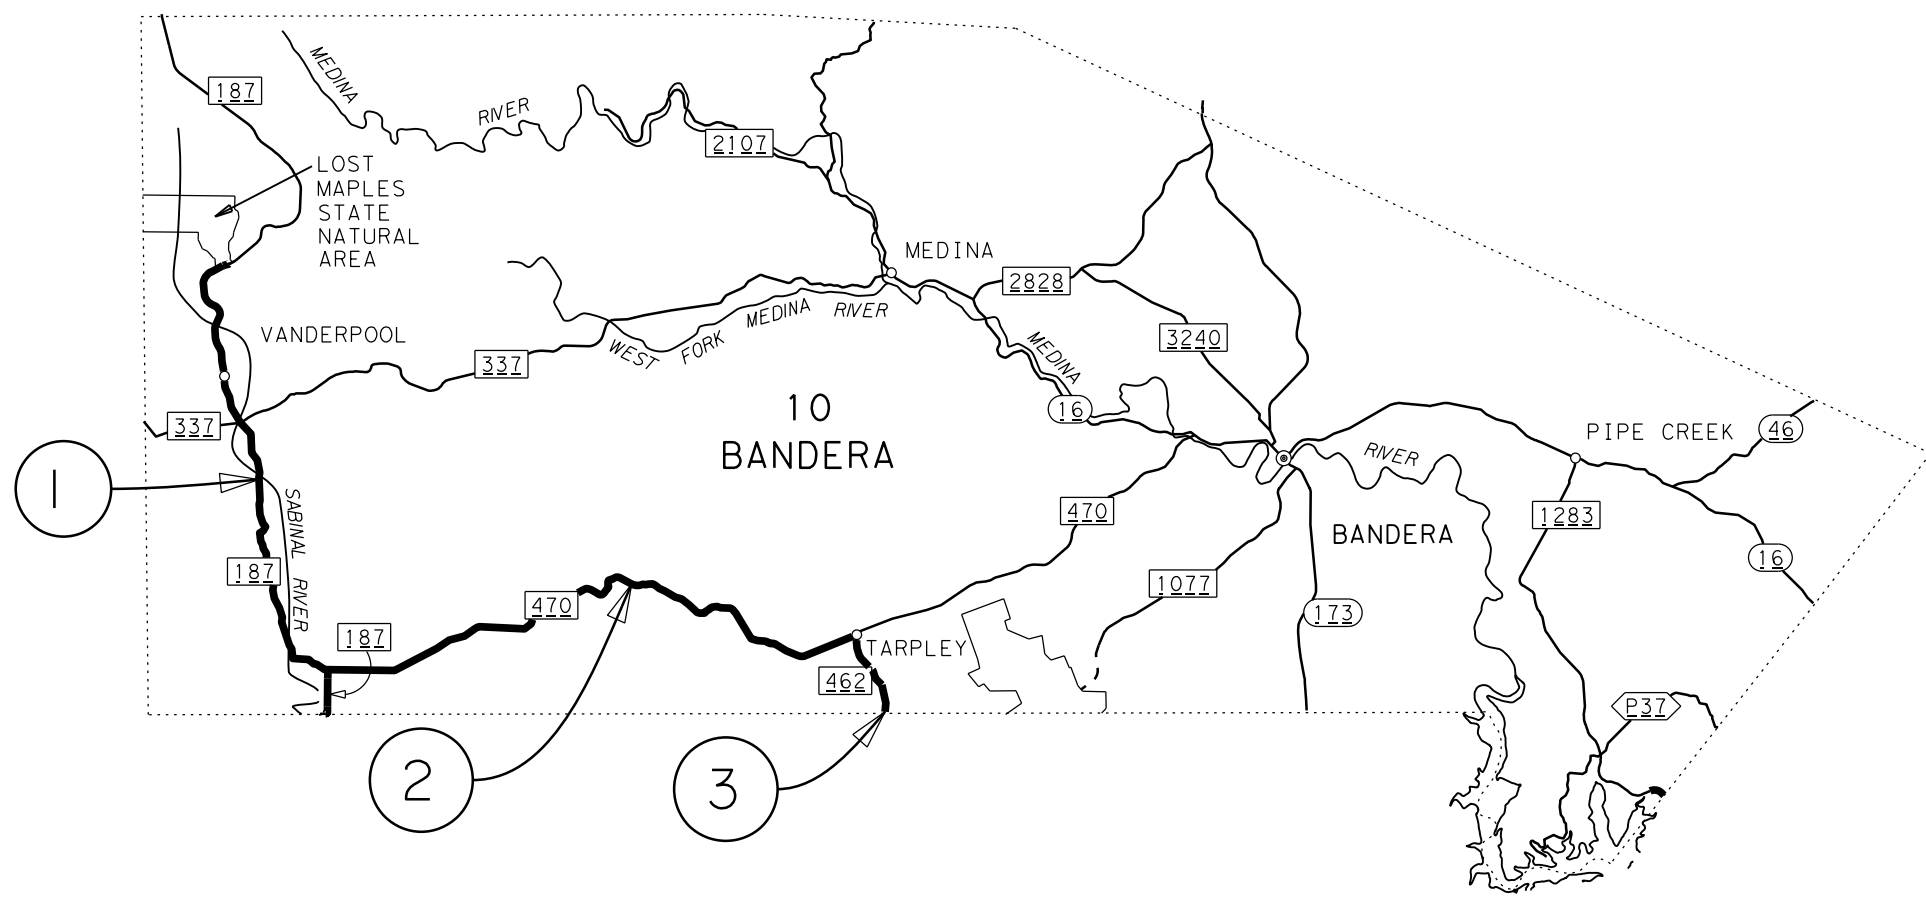 187
MEDINA
RIVER
2107
LOST
MAPLES
STATE
NATURAL
AREA
MEDINA
2828
VANDERPOOL
MEDINA
RIVER
WEST
FORK
3240
MEDINA
337
337
10
BANDERA
16
PIPE CREEK
46
RIVER
1
SABINAL RIVER
470
1283
BANDERA
16
187
1077
470
173
187
TARPLEY
462
P37
2
3